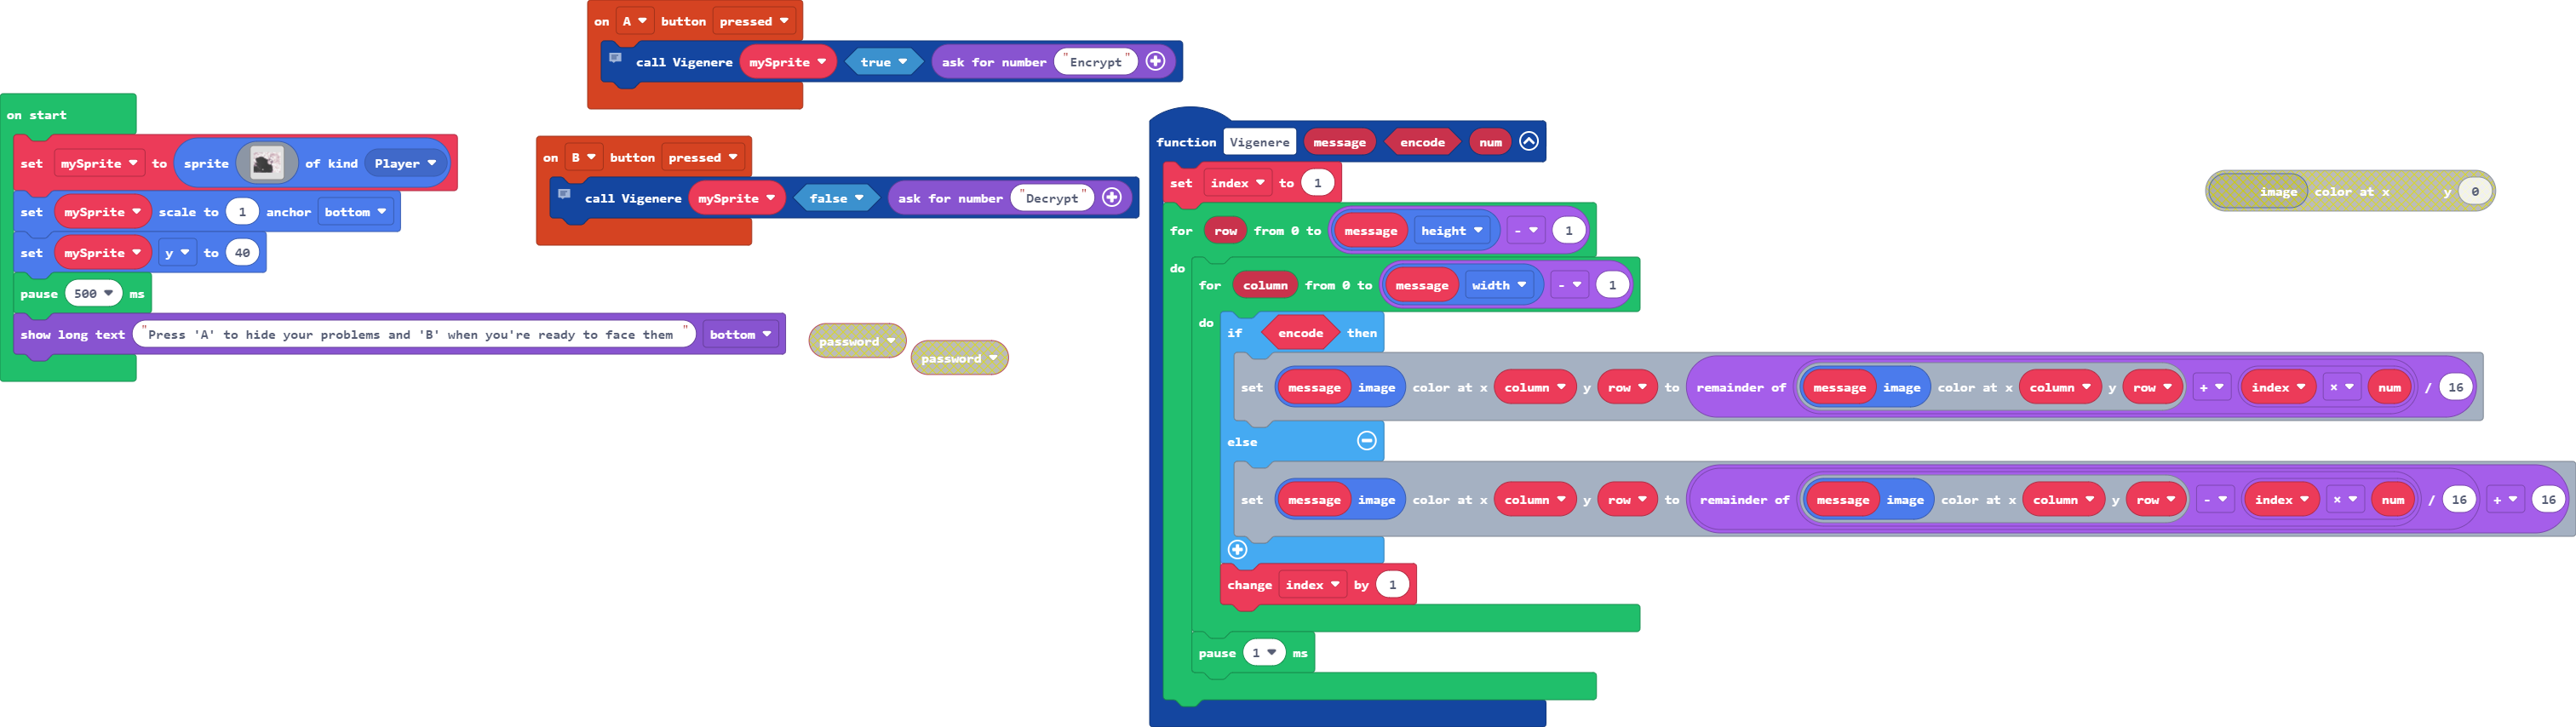 on A button pressed
call Vigenere mySprite true ask for number "Encrypt"
on start
set mySprite to sprite of kind Player
set mySprite scale to 1 anchor bottom
set mySprite y to 40
pause 500 ms
show long text "Press 'A' to hide your problems and 'B' when you're ready to face them " bottom
on B button pressed
call Vigenere mySprite false ask for number "Decrypt"
password
password
function Vigenere message encode num
set index to 1
for row from 0 to message height - 1
do
for column from 0 to message width - 1
do
if encode then
set message image color at x column y row to remainder of message image color at x column y row + index × num / 16
else
set message image color at x column y row to remainder of message image color at x column y row - index × num / 16 + 16
change index by 1
pause 1 ms
image color at x y 0